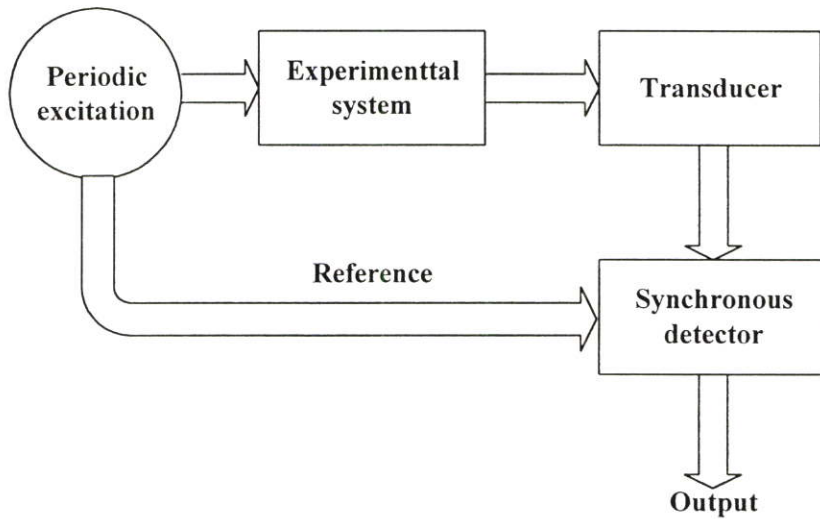 Periodic
excitation
Experimenttal
system
Transducer
Reference
Synchronous
detector
Output